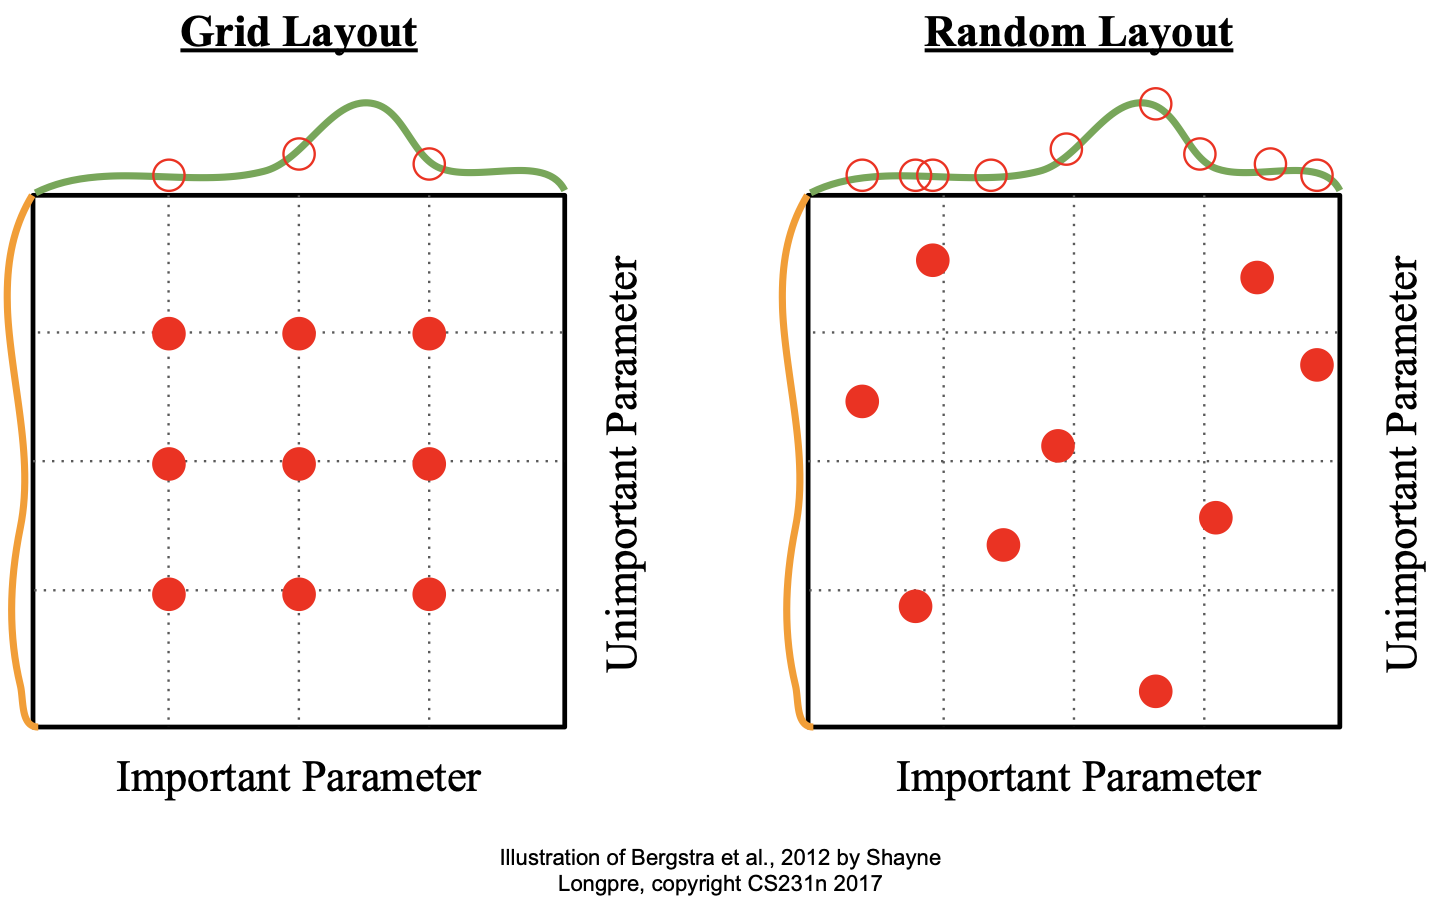 Grid Layout
Random Layout
Unimportant Parameter
Unimportant Parameter
Important Parameter
Important Parameter
Illustration of Bergstra et al., 2012 by Shayne
Longpre, copyright CS231n 2017